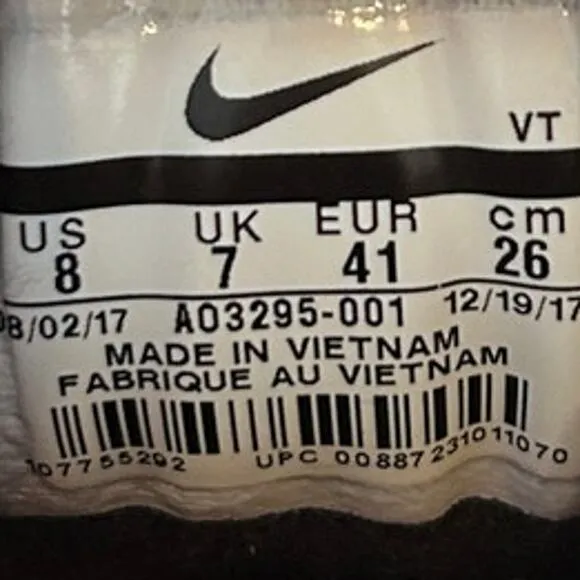 VT
US UK EUR cm
8 7 41 26
08/02/17 AO3295-001 12/19/17
MADE IN VIETNAM
FABRIQUE AU VIETNAM
107755292 UPC 00887231011070